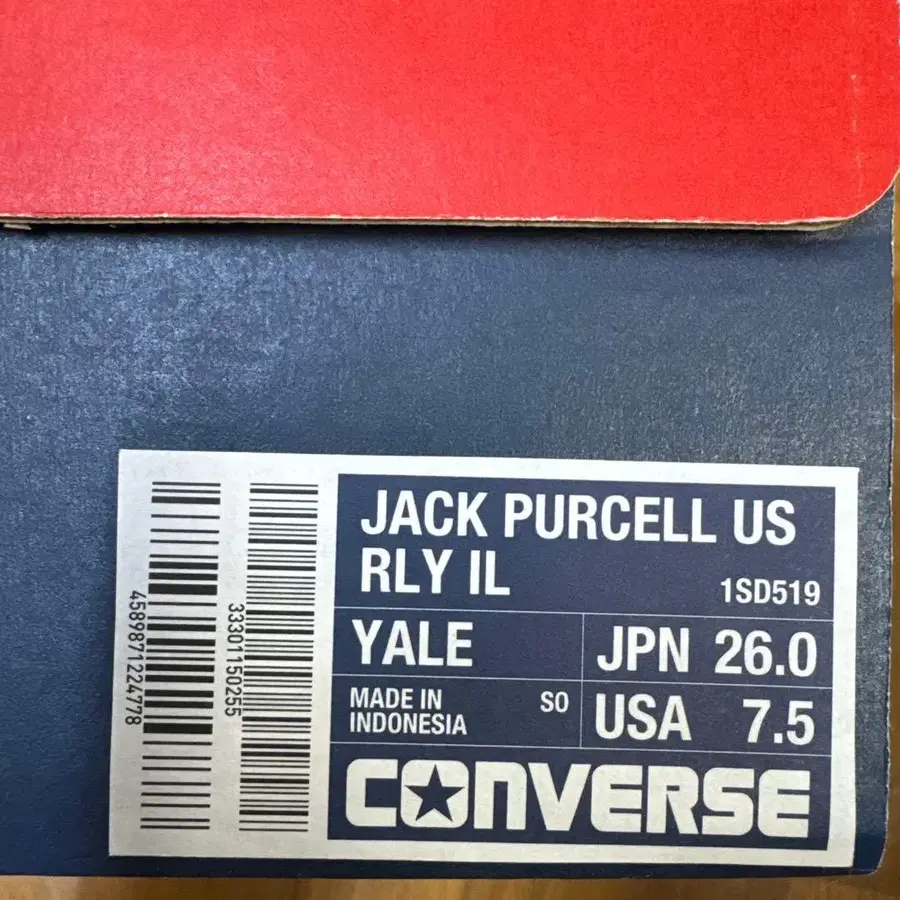 JACK PURCELL US
RLY IL
1SD519
YALE
JPN 26.0
MADE IN
INDONESIA
SO
USA 7.5
CONVERSE
4589871224778
33301150255